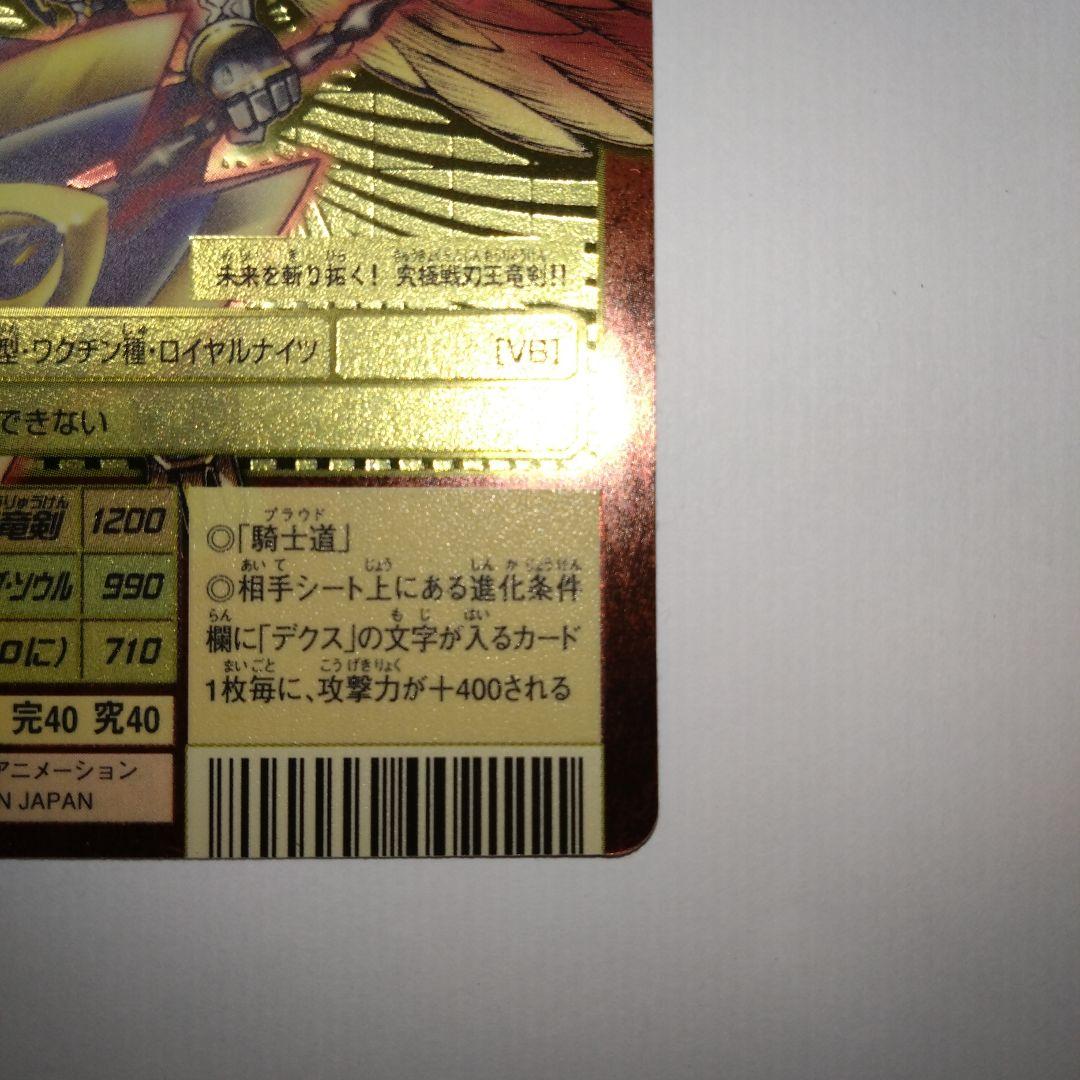 未来を斬り拓く! 究極戦刃王竜剣!!
型・ワクチン種・ロイヤルナイツ [VB]
できない
竜剣 1200
ソウル 990
に) 710
完40 究40
アニメーション
N JAPAN
◎「騎士道」
プラウド
◎相手シート上にある進化条件
欄に「デクス」の文字が入るカード
1枚毎に、攻撃力が+400される